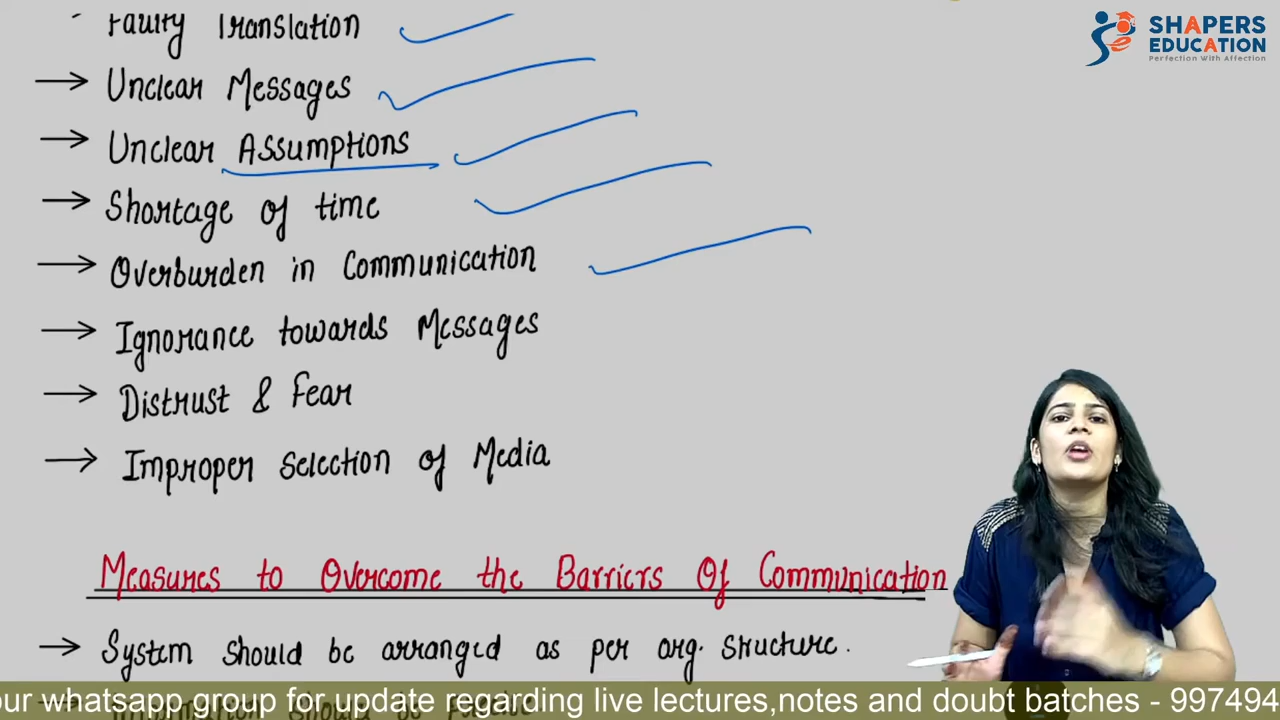 Faulty Translation
SHAPERS
EDUCATION
Perfection With Affection
→ Unclear Messages
→ Unclear Assumptions
→ Shortage of time
→ Overburden in Communication
→ Ignorance towards Messages
→ Distrust & Fear
→ Improper Selection of Media
Measures to Overcome the Barriers Of Communication
→ System should be arranged as per org. structure.
our whatsapp group for update regarding live lectures,notes and doubt batches - 997494